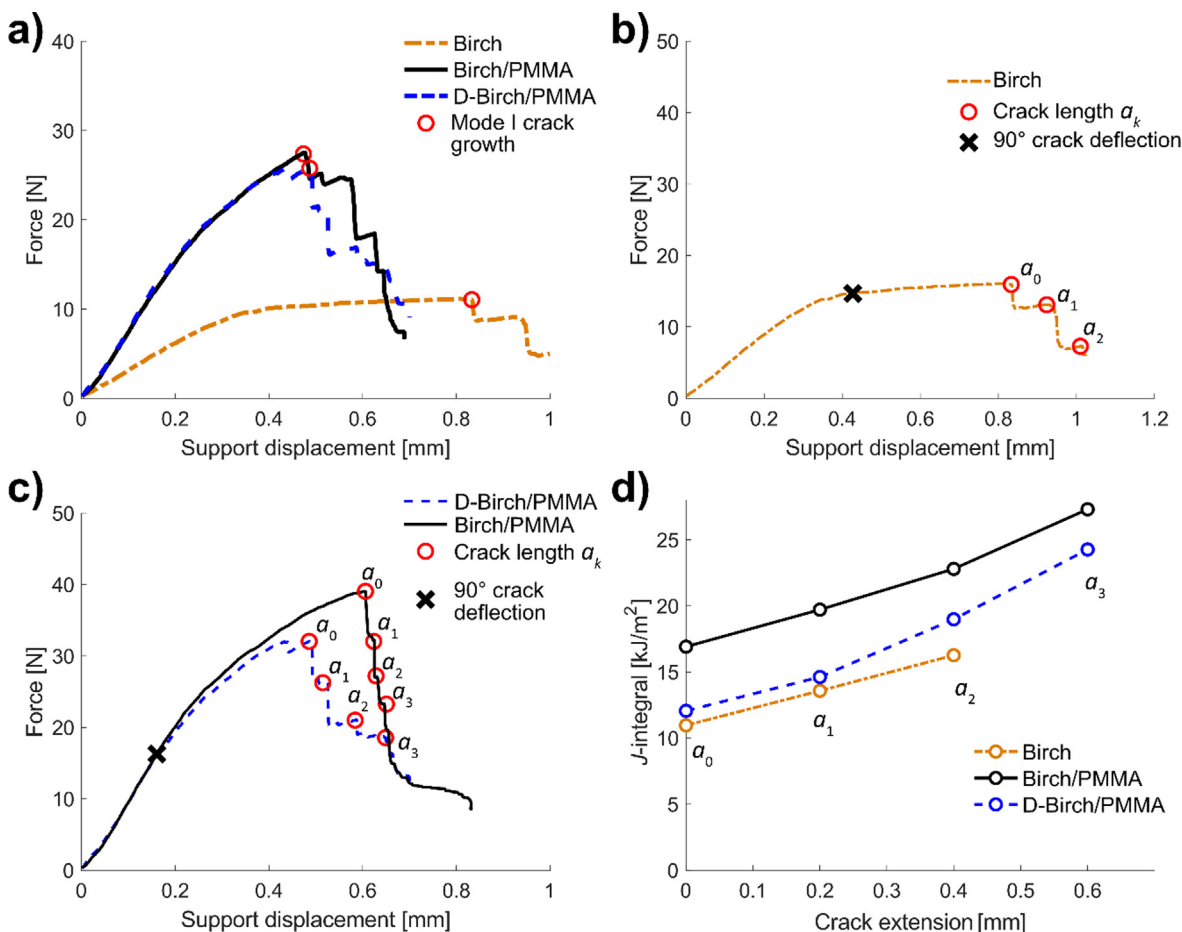 a)
40
30
20
10
0
Force [N]
0
0.2
0.4
0.6
0.8
1
Support displacement [mm]
Birch
Birch/PMMA
D-Birch/PMMA
Mode I crack
growth
b)
50
40
30
20
10
0
Force [N]
0
0.2
0.4
0.6
0.8
1
1.2
Support displacement [mm]
Birch
Crack length a_k
90° crack deflection
a_0
a_1
a_2
c)
50
40
30
20
10
0
Force [N]
0
0.2
0.4
0.6
0.8
1
Support displacement [mm]
D-Birch/PMMA
Birch/PMMA
Crack length a_k
90° crack
deflection
a_0
a_0
a_1
a_1
a_2
a_2
a_3
a_3
d)
25
20
15
10
5
0
J-integral [kJ/m²]
0
0.1
0.2
0.3
0.4
0.5
0.6
Crack extension [mm]
a_0
a_1
a_2
a_3
Birch
Birch/PMMA
D-Birch/PMMA